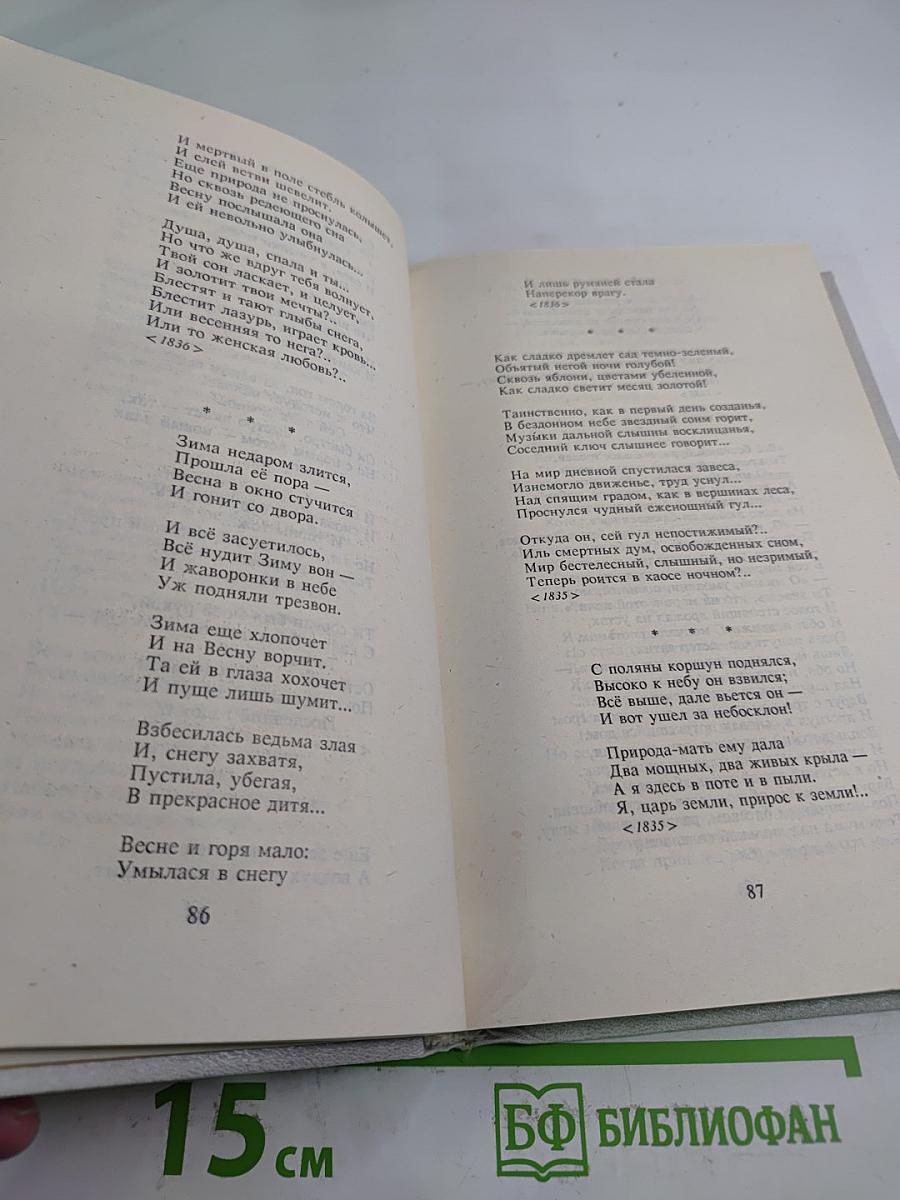 И мертвый в поле стебль колышет,
И елей ветви шевелит.
Еще природа не проснулась,
Но сквозь редеющего сна
Весну послышала она
И ей невольно улыбнулась...
Душа, душа, спала и ты...
Но что же вдруг тебя волнует,
Твой сон ласкает, и целует,
И золотит твои мечты?..
Блестят и тают глыбы снега,
Блестит лазурь, играет кровь...
Или весенняя то нега?..
Или то женская любовь?..
<1836>
* * *
Зима недаром злится,
Прошла её пора —
Весна в окно стучится
И гонит со двора.
И всё засуетилось,
Всё нудит Зиму вон —
И жаворонки в небе
Уж подняли трезвон.
Зима еще хлопочет
И на Весну ворчит.
Та ей в глаза хохочет
И пуще лишь шумит...
Взбесилась ведьма злая
И, снегу захватя,
Пустила, убегая,
В прекрасное дитя...
Весне и горя мало:
Умылася в снегу
86
И лишь румяней стала
Наперекор врагу.
<1836>
* * *
Как сладко дремлет сад темно-зеленый,
Объятый негой ночи голубой!
Сквозь яблони, цветами убеленной,
Как сладко светит месяц золотой!
Таинственно, как в первый день созданья,
В бездонном небе звездный сонм горит,
Музыки дальной слышны восклицанья,
Соседний ключ слышнее говорит...
На мир дневной спустилася завеса,
Изнемогло движенье, труд уснул...
Над спящим градом, как в вершинах леса,
Проснулся чудный еженощный гул...
Откуда он, сей гул непостижимый?..
Иль смертных дум, освобожденных сном,
Мир бестелесный, слышный, но незримый,
Теперь роится в хаосе ночном?..
<1835>
* * *
С поляны коршун поднялся,
Высоко к небу он взвился;
Всё выше, дале вьется он —
И вот ушел за небосклон!
Природа-мать ему дала
Два мощных, два живых крыла —
А я здесь в поте и в пыли.
Я, царь земли, прирос к земли!..
<1835>
87
15 см
БФ БИБЛИОФАН